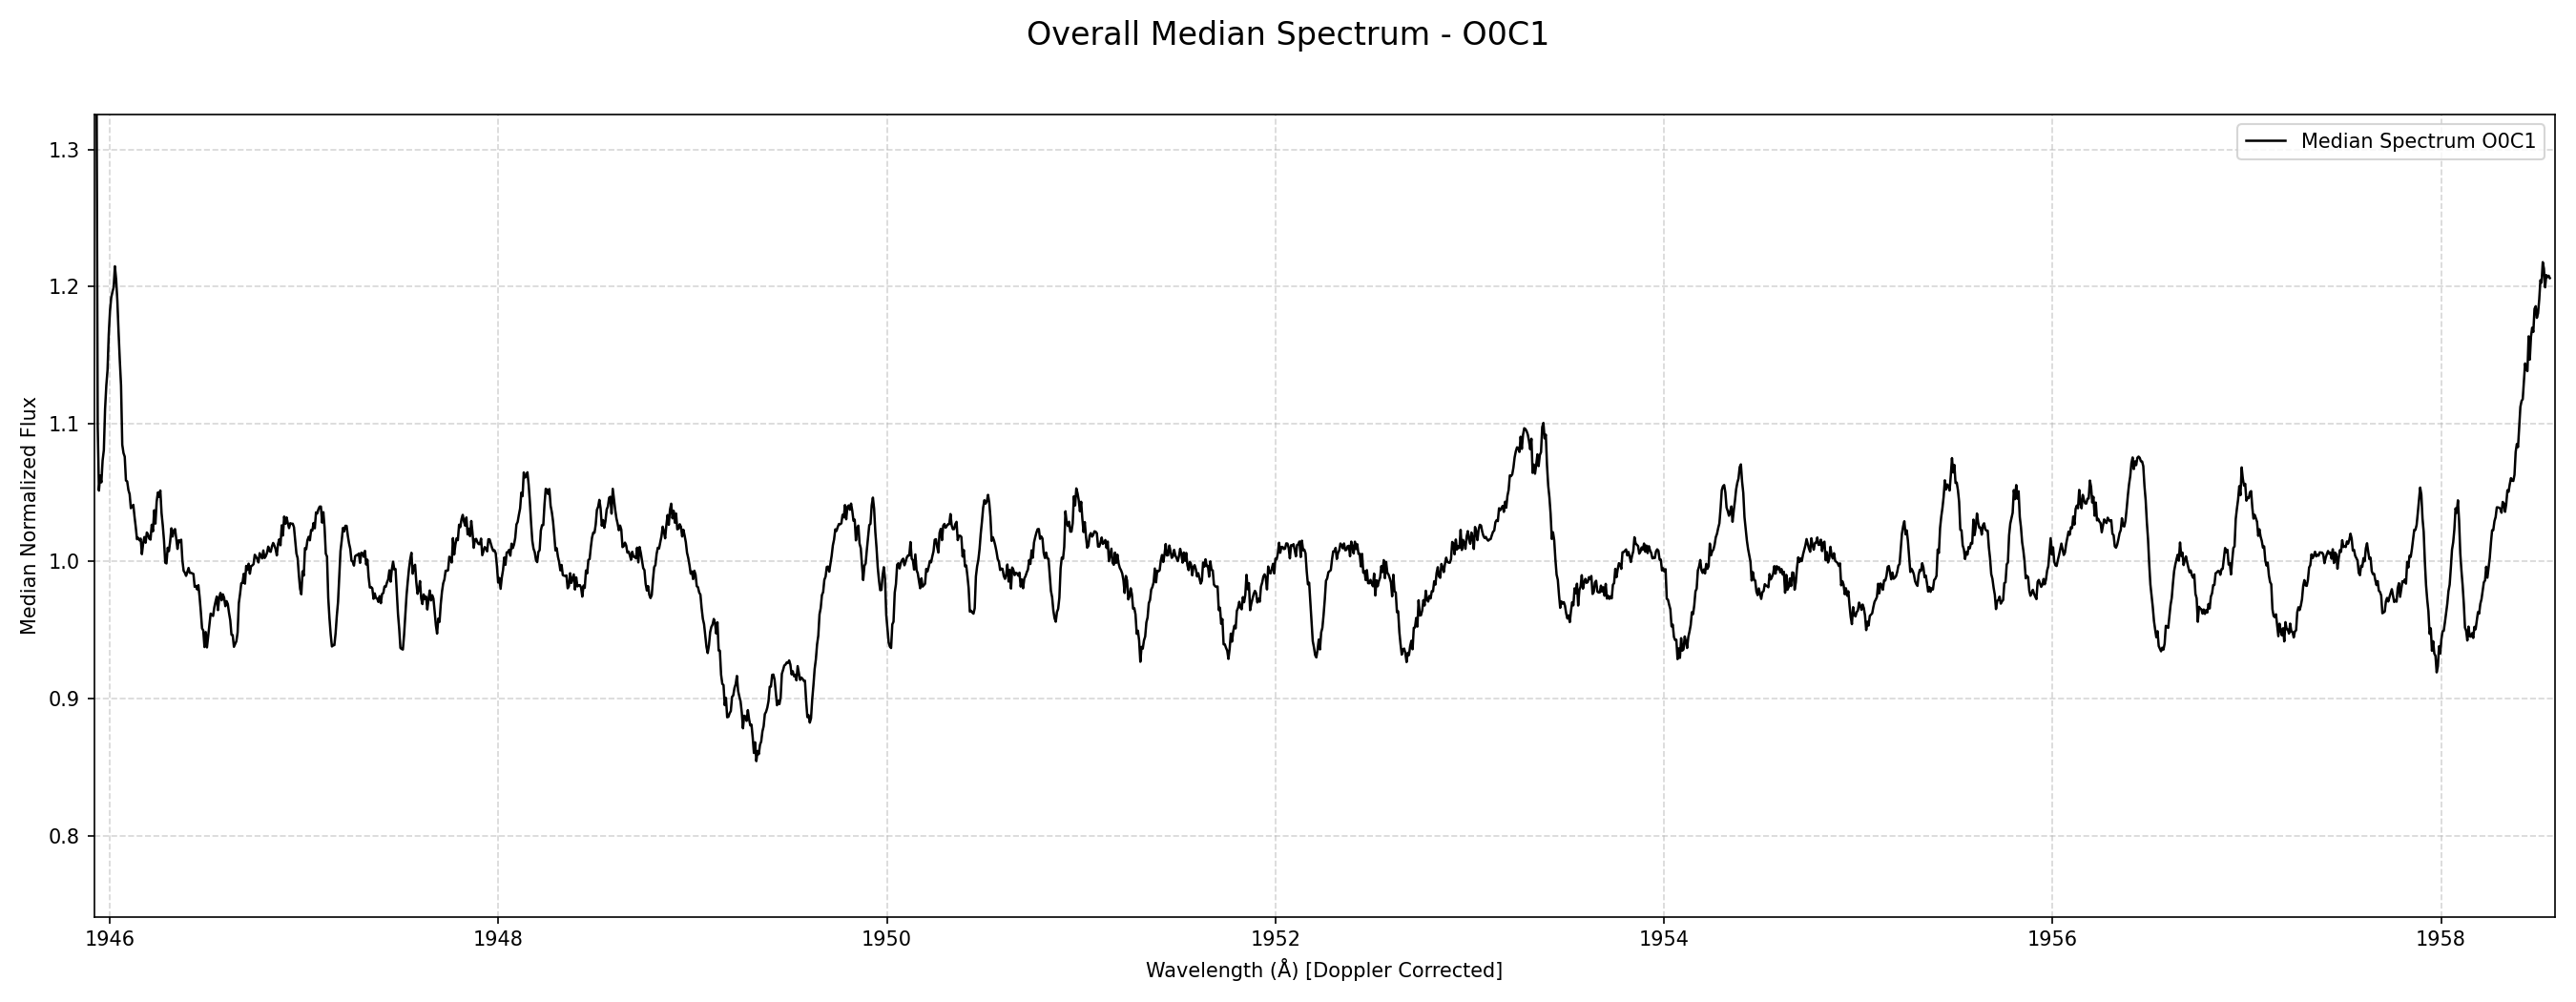 Overall Median Spectrum - O0C1
Median Spectrum O0C1
Median Normalized Flux
1.3
1.2
1.1
1.0
0.9
0.8
1946 1948 1950 1952 1954 1956 1958
Wavelength (Å) [Doppler Corrected]